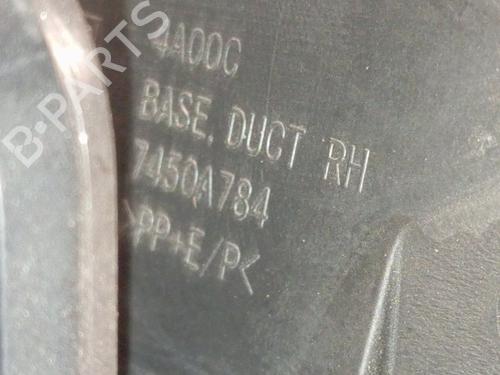 4A00C
BASE, DUCT RH
7450A784
>PP+E/P<
B-PARTS